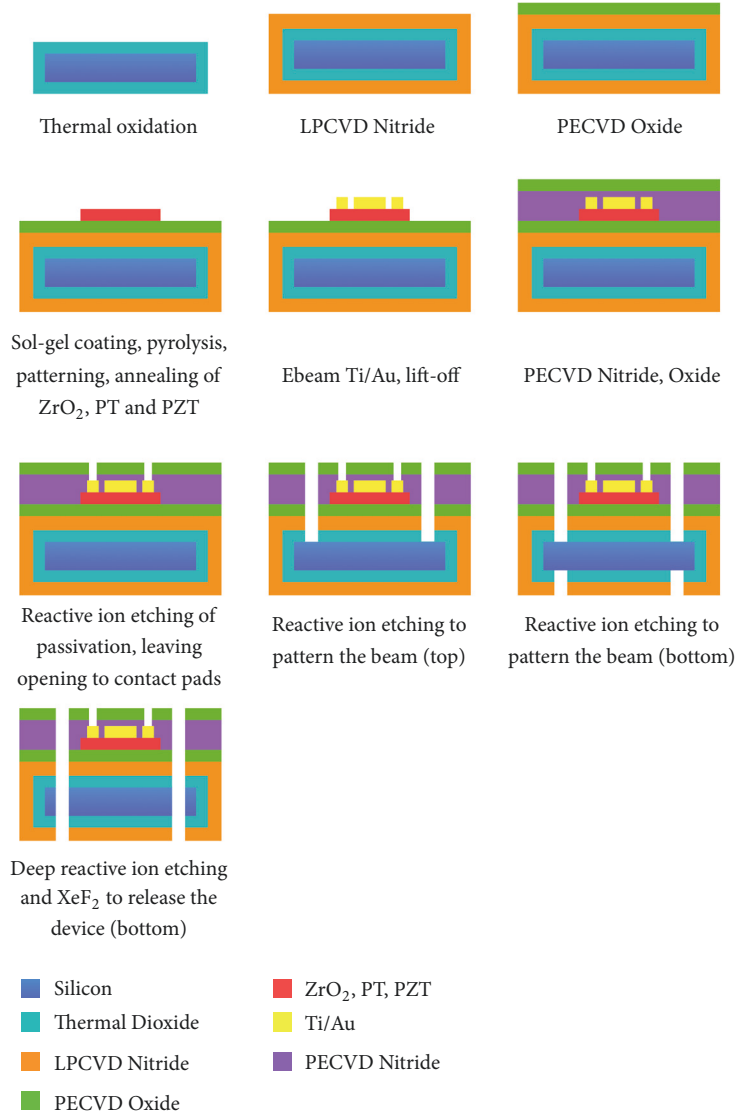 Thermal oxidation
LPCVD Nitride
PECVD Oxide
Sol-gel coating, pyrolysis,
patterning, annealing of
ZrO₂, PT and PZT
Ebeam Ti/Au, lift-off
PECVD Nitride, Oxide
Reactive ion etching of
passivation, leaving
opening to contact pads
Reactive ion etching to
pattern the beam (top)
Reactive ion etching to
pattern the beam (bottom)
Deep reactive ion etching
and XeF₂ to release the
device (bottom)
Silicon
Thermal Dioxide
LPCVD Nitride
PECVD Oxide
ZrO₂, PT, PZT
Ti/Au
PECVD Nitride